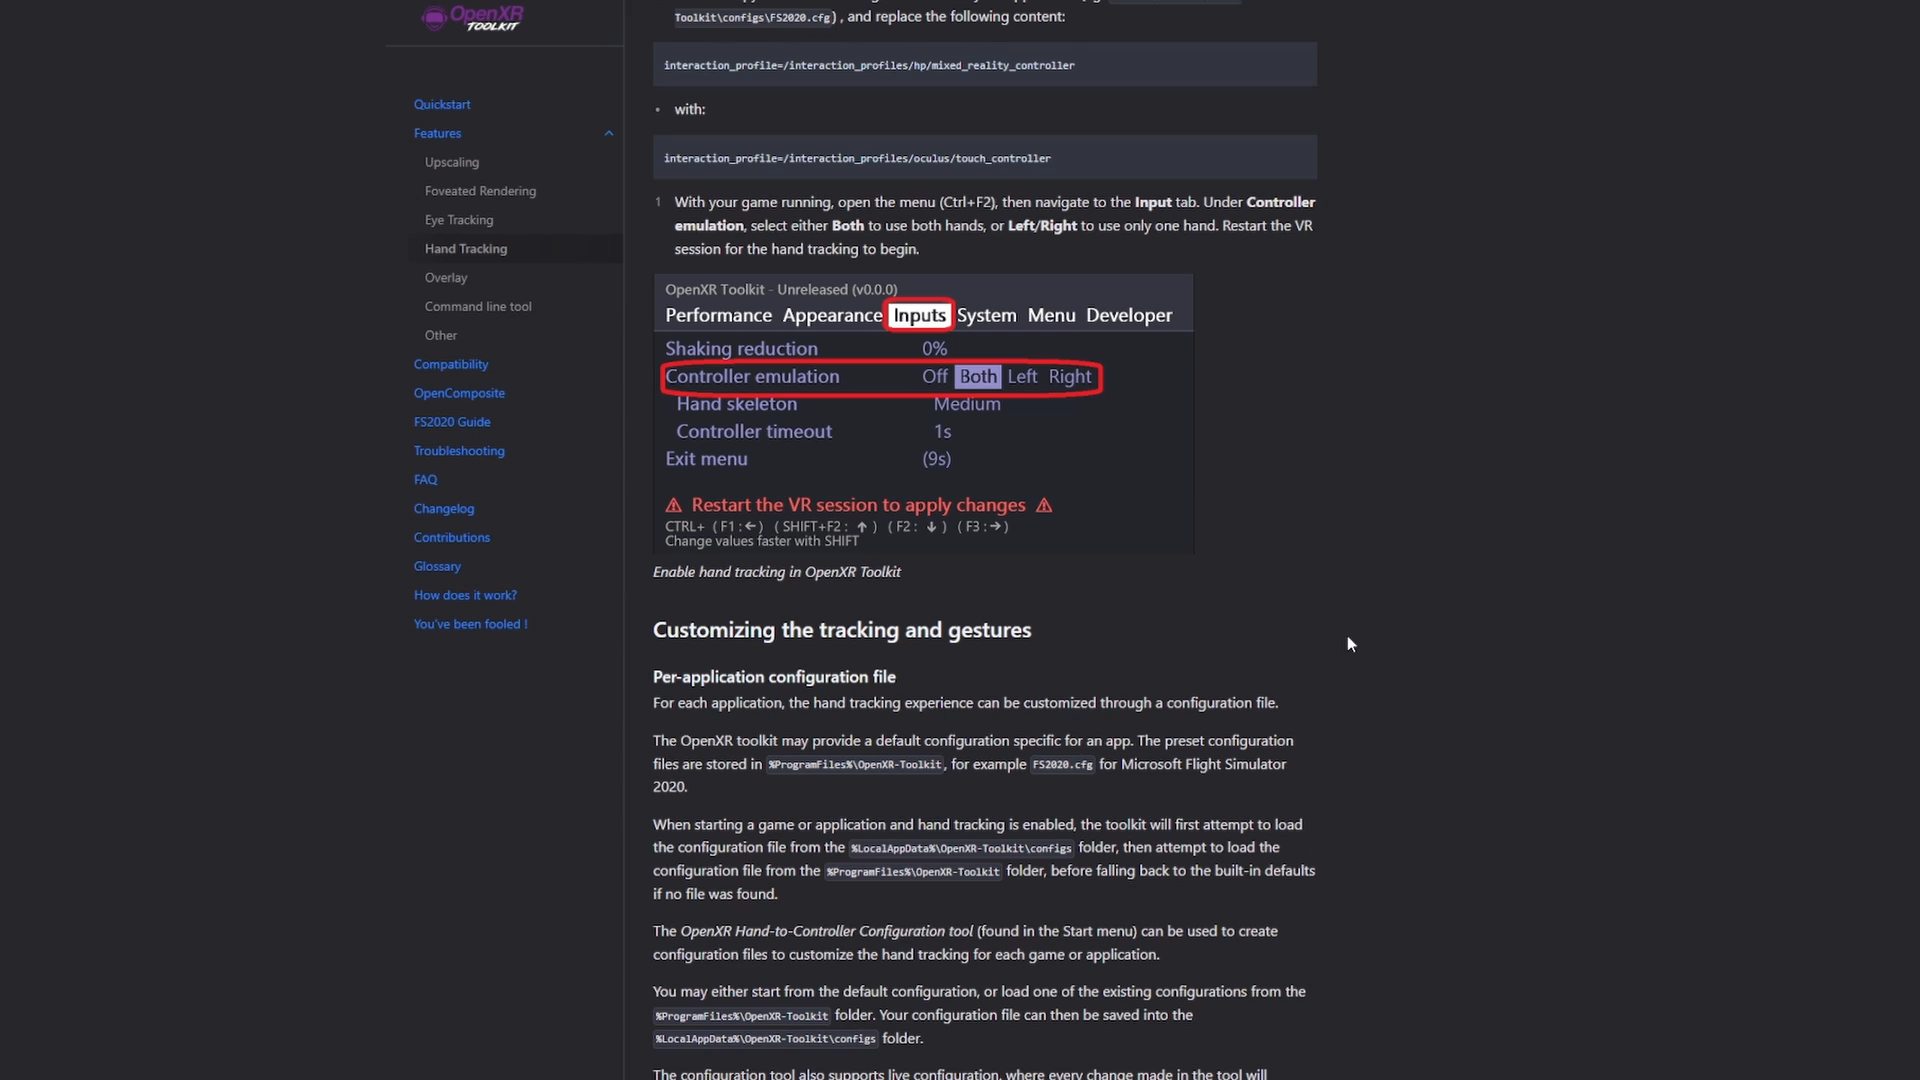 OpenXR
TOOLKIT
Quickstart
Features
Upscaling
Foveated Rendering
Eye Tracking
Hand Tracking
Overlay
Command line tool
Other
Compatibility
OpenComposite
FS2020 Guide
Troubleshooting
FAQ
Changelog
Contributions
Glossary
How does it work?
You've been fooled !
Toolkit\configs\FS2020.cfg), and replace the following content:
interaction_profile=/interaction_profiles/hp/mixed_reality_controller
• with:
interaction_profile=/interaction_profiles/oculus/touch_controller
1 With your game running, open the menu (Ctrl+F2), then navigate to the Input tab. Under Controller
emulation, select either Both to use both hands, or Left/Right to use only one hand. Restart the VR
session for the hand tracking to begin.
OpenXR Toolkit - Unreleased (v0.0.0)
Performance Appearance Inputs System Menu Developer
Shaking reduction 0%
Controller emulation Off Both Left Right
Hand skeleton Medium
Controller timeout 1s
Exit menu (9s)
⚠ Restart the VR session to apply changes ⚠
CTRL+ (F1:←) (SHIFT+F2: ↑) (F2: ↓) (F3:→)
Change values faster with SHIFT
Enable hand tracking in OpenXR Toolkit
Customizing the tracking and gestures
Per-application configuration file
For each application, the hand tracking experience can be customized through a configuration file.
The OpenXR toolkit may provide a default configuration specific for an app. The preset configuration
files are stored in %ProgramFiles%\OpenXR-Toolkit, for example FS2020.cfg for Microsoft Flight Simulator
2020.
When starting a game or application and hand tracking is enabled, the toolkit will first attempt to load
the configuration file from the %LocalAppData%\OpenXR-Toolkit\configs folder, then attempt to load the
configuration file from the %ProgramFiles%\OpenXR-Toolkit folder, before falling back to the built-in defaults
if no file was found.
The OpenXR Hand-to-Controller Configuration tool (found in the Start menu) can be used to create
configuration files to customize the hand tracking for each game or application.
You may either start from the default configuration, or load one of the existing configurations from the
%ProgramFiles%\OpenXR-Toolkit folder. Your configuration file can then be saved into the
%LocalAppData%\OpenXR-Toolkit\configs folder.
The configuration tool also supports live configuration, where every change made in the tool will